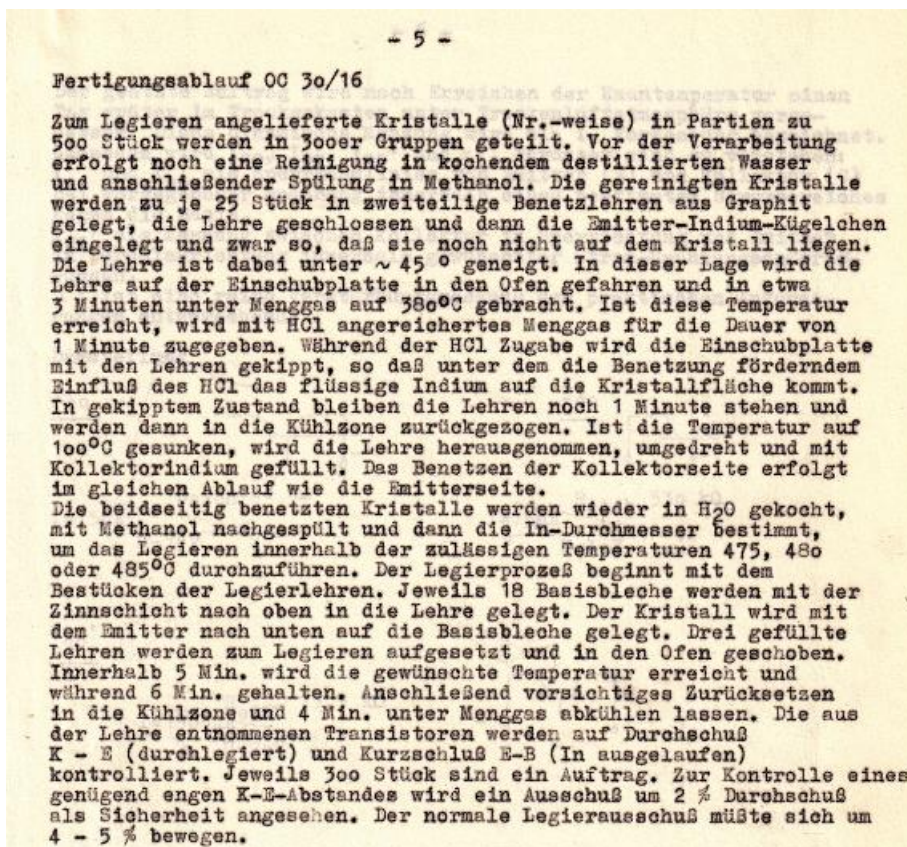 - 5 -
Fertigungsablauf OC 3o/16
Zum Legieren angelieferte Kristalle (Nr.-weise) in Partien zu
5oo Stück werden in 3ooer Gruppen geteilt. Vor der Verarbeitung
erfolgt noch eine Reinigung in kochendem destillierten Wasser
und anschließender Spülung in Methanol. Die gereinigten Kristalle
werden zu je 25 Stück in zweiteilige Benetzlehren aus Graphit
gelegt, die Lehre geschlossen und dann die Emitter-Indium-Kügelchen
eingelegt und zwar so, daß sie noch nicht auf dem Kristall liegen.
Die Lehre ist dabei unter ~ 45 º geneigt. In dieser Lage wird die
Lehre auf der Einschubplatte in den Ofen gefahren und in etwa
3 Minuten unter Menggas auf 38oºC gebracht. Ist diese Temperatur
erreicht, wird mit HCl angereichertes Menggas für die Dauer von
1 Minute zugegeben. Während der HCl Zugabe wird die Einschubplatte
mit den Lehren gekippt, so daß unter dem die Benetzung förderndem
Einfluß des HCl das flüssige Indium auf die Kristallfläche kommt.
In gekipptem Zustand bleiben die Lehren noch 1 Minute stehen und
werden dann in die Kühlzone zurückgezogen. Ist die Temperatur auf
1ooºC gesunken, wird die Lehre herausgenommen, umgedreht und mit
Kollektorindium gefüllt. Das Benetzen der Kollektorseite erfolgt
im gleichen Ablauf wie die Emitterseite.
Die beidseitig benetzten Kristalle werden wieder in H2O gekocht,
mit Methanol nachgespült und dann die In-Durchmesser bestimmt,
um das Legieren innerhalb der zulässigen Temperaturen 475, 48o
oder 485ºC durchzuführen. Der Legierprozeß beginnt mit dem
Bestücken der Legierlehren. Jeweils 18 Basisbleche werden mit der
Zinnschicht nach oben in die Lehre gelegt. Der Kristall wird mit
dem Emitter nach unten auf die Basisbleche gelegt. Drei gefüllte
Lehren werden zum Legieren aufgesetzt und in den Ofen geschoben.
Innerhalb 5 Min. wird die gewünschte Temperatur erreicht und
während 6 Min. gehalten. Anschließend vorsichtiges Zurücksetzen
in die Kühlzone und 4 Min. unter Menggas abkühlen lassen. Die aus
der Lehre entnommenen Transistoren werden auf Durchschuß
K - E (durchlegiert) und Kurzschluß E-B (In ausgelaufen)
kontrolliert. Jeweils 3oo Stück sind ein Auftrag. Zur Kontrolle eines
genügend engen K-E-Abstandes wird ein Ausschuß um 2 % Durchschuß
als Sicherheit angesehen. Der normale Legierausschuß müßte sich um
4 - 5 % bewegen.